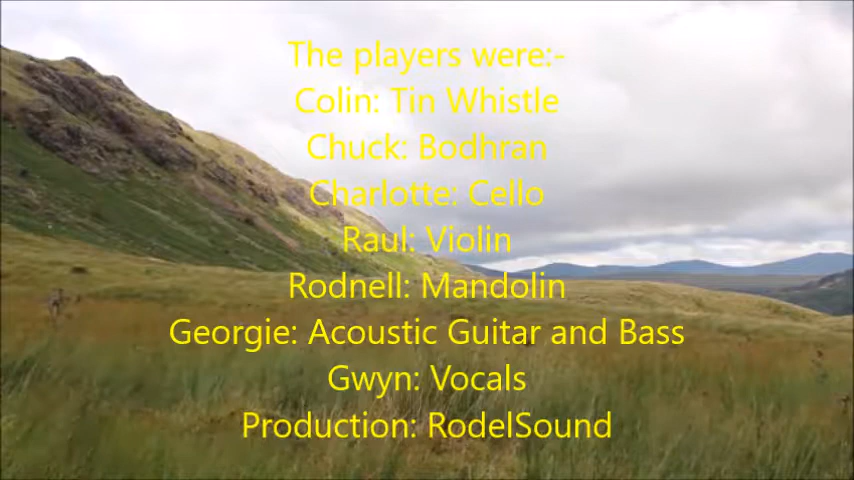 The players were:-
Colin: Tin Whistle
Chuck: Bodhran
Charlotte: Cello
Raul: Violin
Rodnell: Mandolin
Georgie: Acoustic Guitar and Bass
Gwyn: Vocals
Production: RodelSound